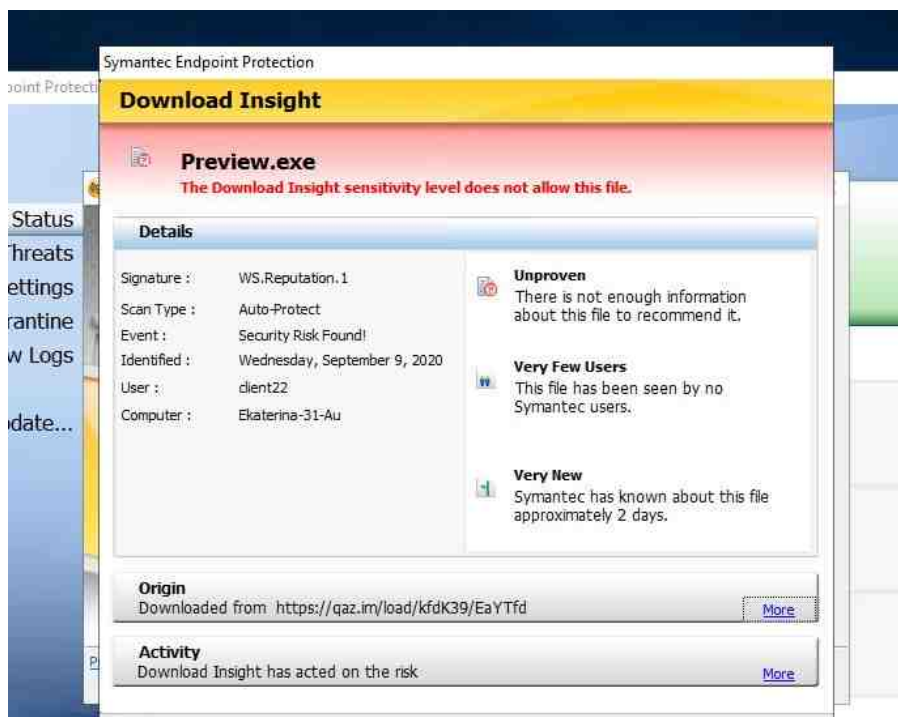 Symantec Endpoint Protection
point Protecti
Download Insight
Preview.exe
The Download Insight sensitivity level does not allow this file.
Status
Threats
ettings
rantine
w Logs
pdate...
Details
Signature : WS.Reputation.1
Scan Type : Auto-Protect
Event : Security Risk Found!
Identified : Wednesday, September 9, 2020
User : client22
Computer : Ekaterina-31-Au
Unproven
There is not enough information
about this file to recommend it.
Very Few Users
This file has been seen by no
Symantec users.
Very New
Symantec has known about this file
approximately 2 days.
Origin
Downloaded from https://qaz.im/load/kfdK39/EaYTfd More
Activity
Download Insight has acted on the risk More
P